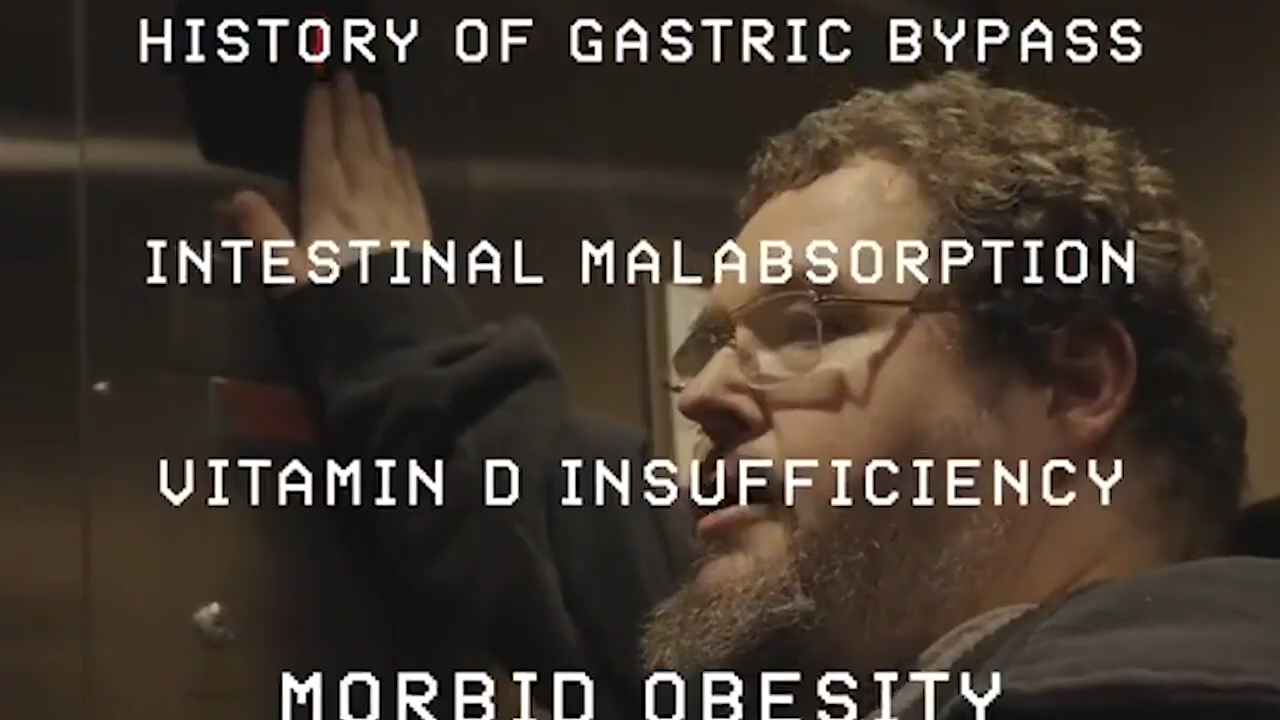 HISTORY OF GASTRIC BYPASS
INTESTINAL MALABSORPTION
VITAMIN D INSUFFICIENCY
MORBID OBESITY